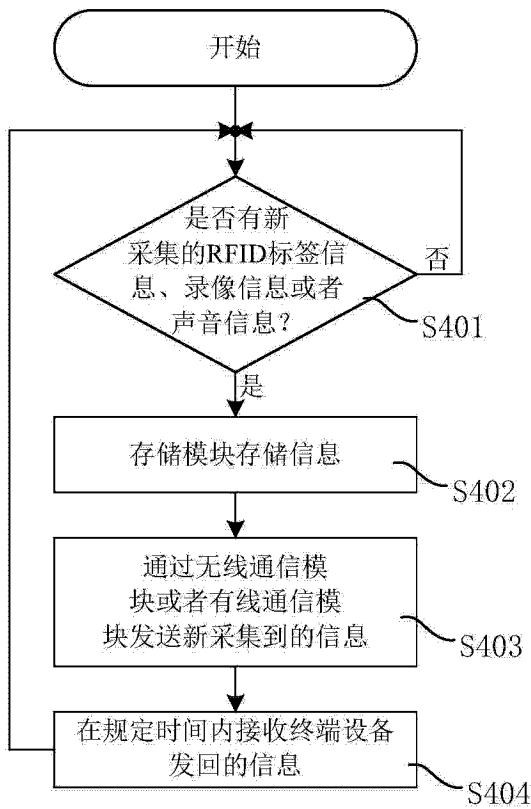 开始
是否有新
采集的RFID标签信
息、录像信息或者
声音信息？
否
S401
是
存储模块存储信息
S402
通过无线通信模
块或者有线通信模
块发送新采集到的信息
S403
在规定时间内接收终端设备
发回的信息
S404